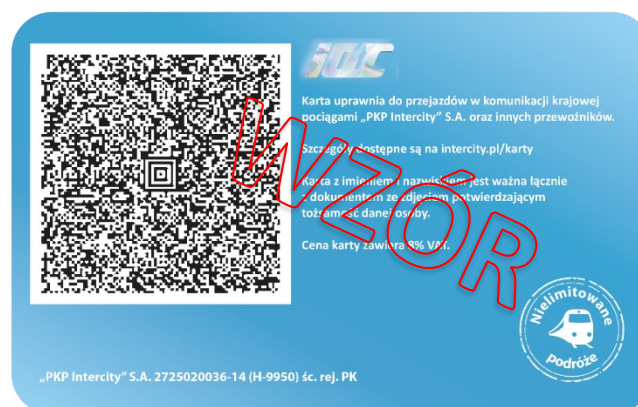 Karta uprawnia do przejazdów w komunikacji krajowej
pociągami „PKP Intercity” S.A. oraz innych przewoźników.
Szczegóły dostępne są na intercity.pl/karty
Karta z imieniem i nazwiskiem jest ważna łącznie
z dokumentem ze zdjęciem potwierdzającym
tożsamość danej osoby.
Cena karty zawiera 8% VAT.
WZÓR
Nielimitowane
podróże
„PKP Intercity” S.A. 2725020036-14 (H-9950) śc. rej. PK